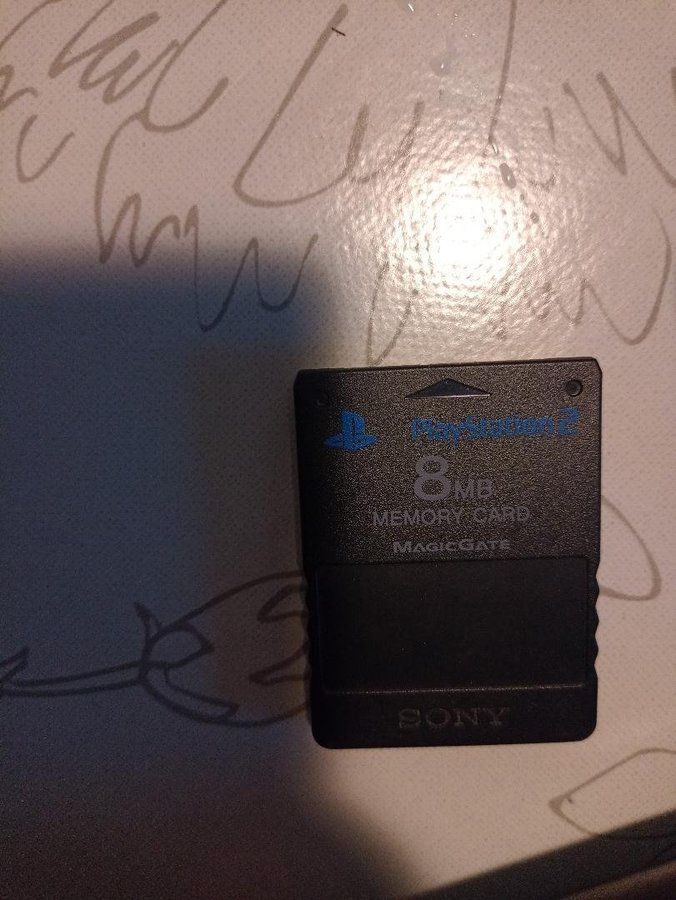 PlayStation 2
8MB
MEMORY CARD
MAGICGATE
SONY